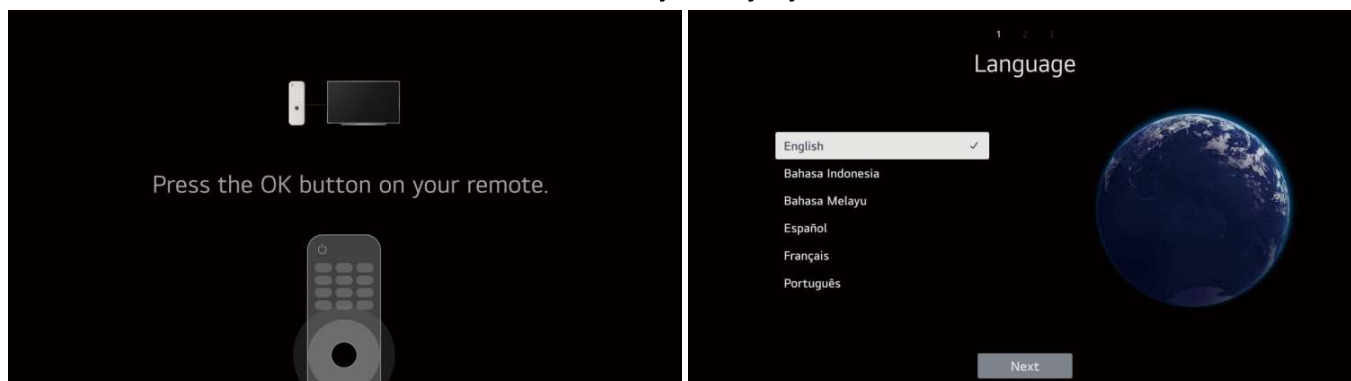 Press the OK button on your remote.
1 2 3
Language
English
Bahasa Indonesia
Bahasa Melayu
Español
Français
Português
Next